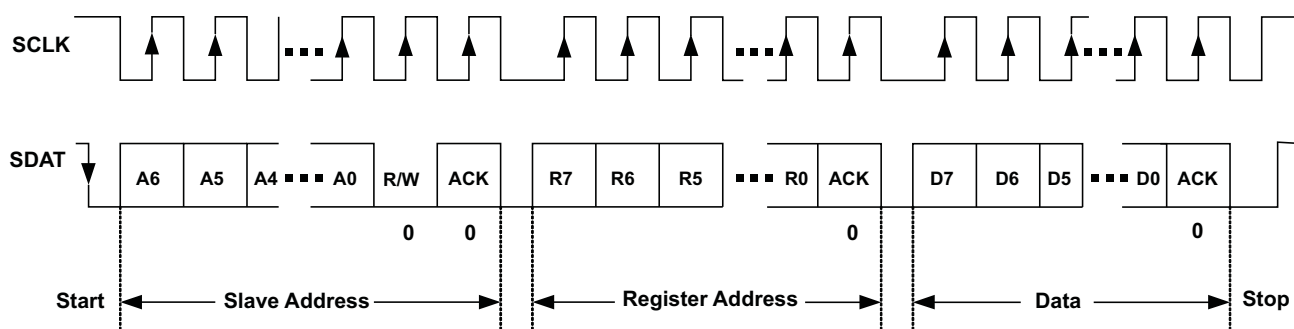 SCLK
SDAT
A6 A5 A4 A0 R/W ACK R7 R6 R5 R0 ACK D7 D6 D5 D0 ACK
0 0 0 0
Start Slave Address Register Address Data Stop